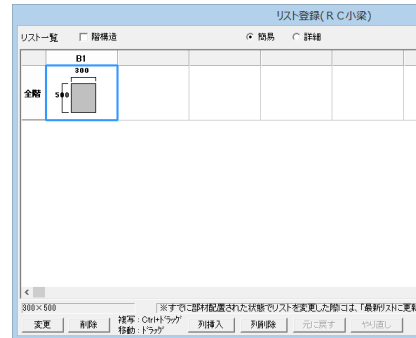 リスト登録(ＲＣ小梁)
リスト一覧 階構造 簡易 詳細
B1
300
全階 500
<
300×500 ※すでに部材配置された状態でリストを変更した際には、「最新リストに更新
変更 削除 複写：Ctrl+ドラッグ 列挿入 列削除 元に戻す やり直し
移動：ドラッグ